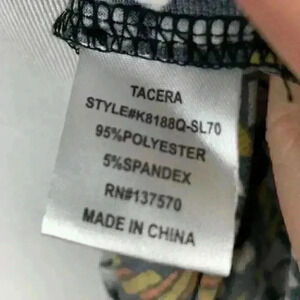 TACERA
STYLE#K8188Q-SL70
95%POLYESTER
5%SPANDEX
RN#137570
MADE IN CHINA